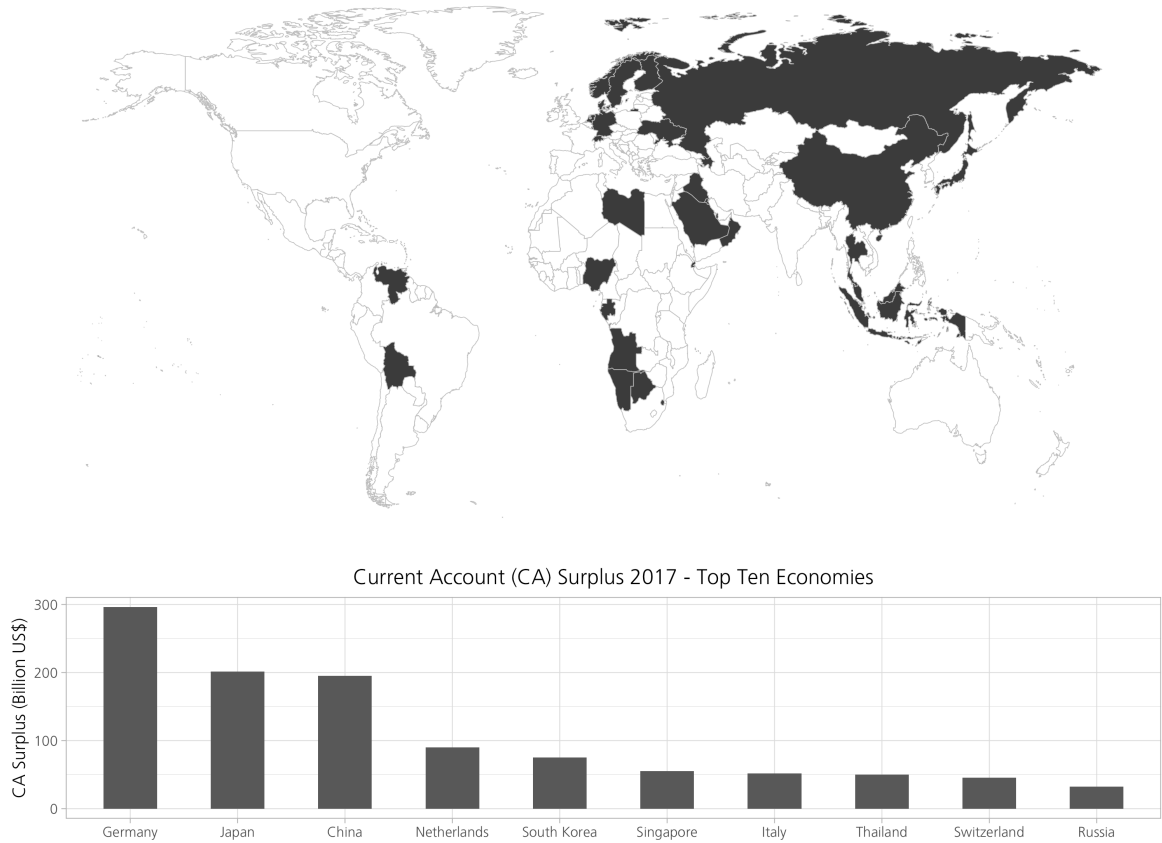 Current Account (CA) Surplus 2017 - Top Ten Economies
CA Surplus (Billion US$)
300
200
100
0
Germany Japan China Netherlands South Korea Singapore Italy Thailand Switzerland Russia